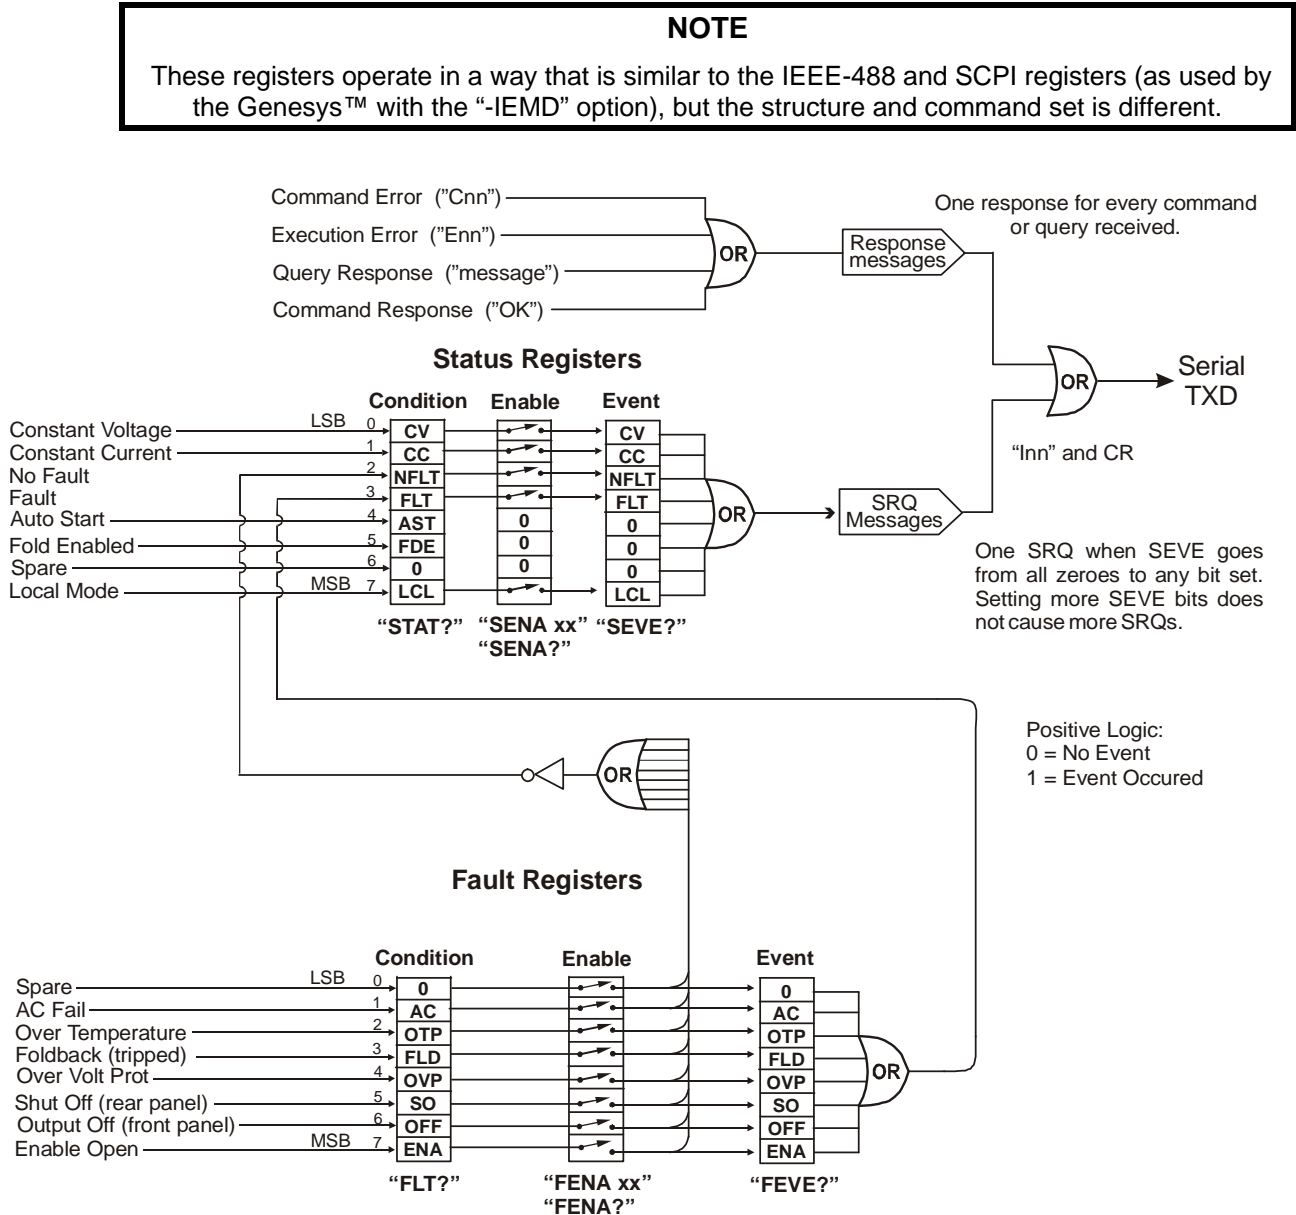 NOTE
These registers operate in a way that is similar to the IEEE-488 and SCPI registers (as used by
the Genesys™ with the “-IEMD” option), but the structure and command set is different.
Command Error (”Cnn”)
Execution Error (”Enn”)
Query Response (”message”)
Command Response (”OK”)
OR
Response
messages
One response for every command
or query received.
OR
Serial
TXD
“Inn” and CR
Status Registers
Condition Enable Event
Constant Voltage LSB 0 CV CV
Constant Current 1 CC CC
No Fault 2 NFLT NFLT
Fault 3 FLT FLT
Auto Start 4 AST 0 0
Fold Enabled 5 FDE 0 0
Spare 6 0 0 0
Local Mode MSB 7 LCL LCL
“STAT?” “SENA xx” “SEVE?”
“SENA?”
OR
SRQ
Messages
One SRQ when SEVE goes
from all zeroes to any bit set.
Setting more SEVE bits does
not cause more SRQs.
Positive Logic:
0 = No Event
1 = Event Occured
OR
Fault Registers
Condition Enable Event
Spare LSB 0 0 0
AC Fail 1 AC AC
Over Temperature 2 OTP OTP
Foldback (tripped) 3 FLD FLD
Over Volt Prot 4 OVP OVP
Shut Off (rear panel) 5 SO SO
Output Off (front panel) 6 OFF OFF
Enable Open MSB 7 ENA ENA
OR
“FLT?” “FENA xx” “FEVE?”
“FENA?”